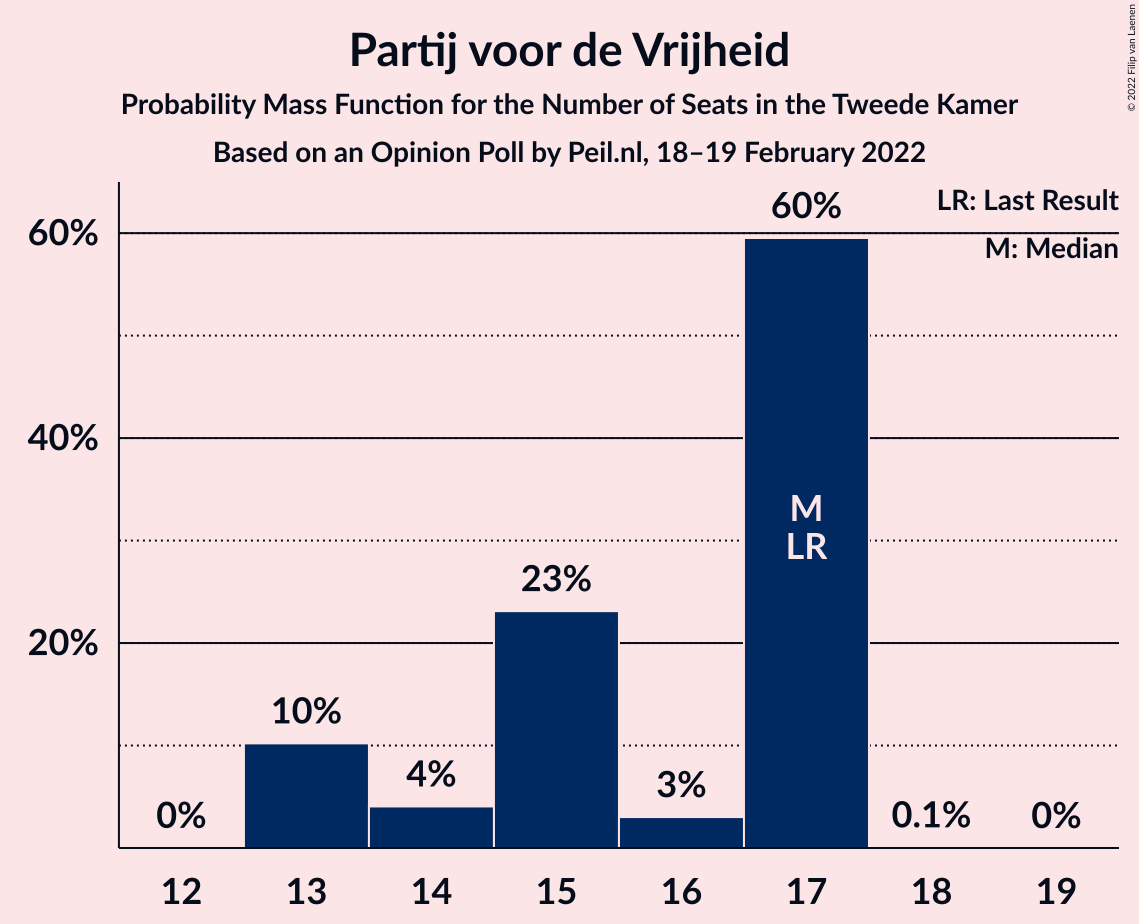 Partij voor de Vrijheid
Probability Mass Function for the Number of Seats in the Tweede Kamer
Based on an Opinion Poll by Peil.nl, 18–19 February 2022
© 2022 Filip van Laenen
LR: Last Result
M: Median
60%
40%
20%
0%
10%
4%
23%
3%
60%
M
LR
0.1%
0%
12 13 14 15 16 17 18 19